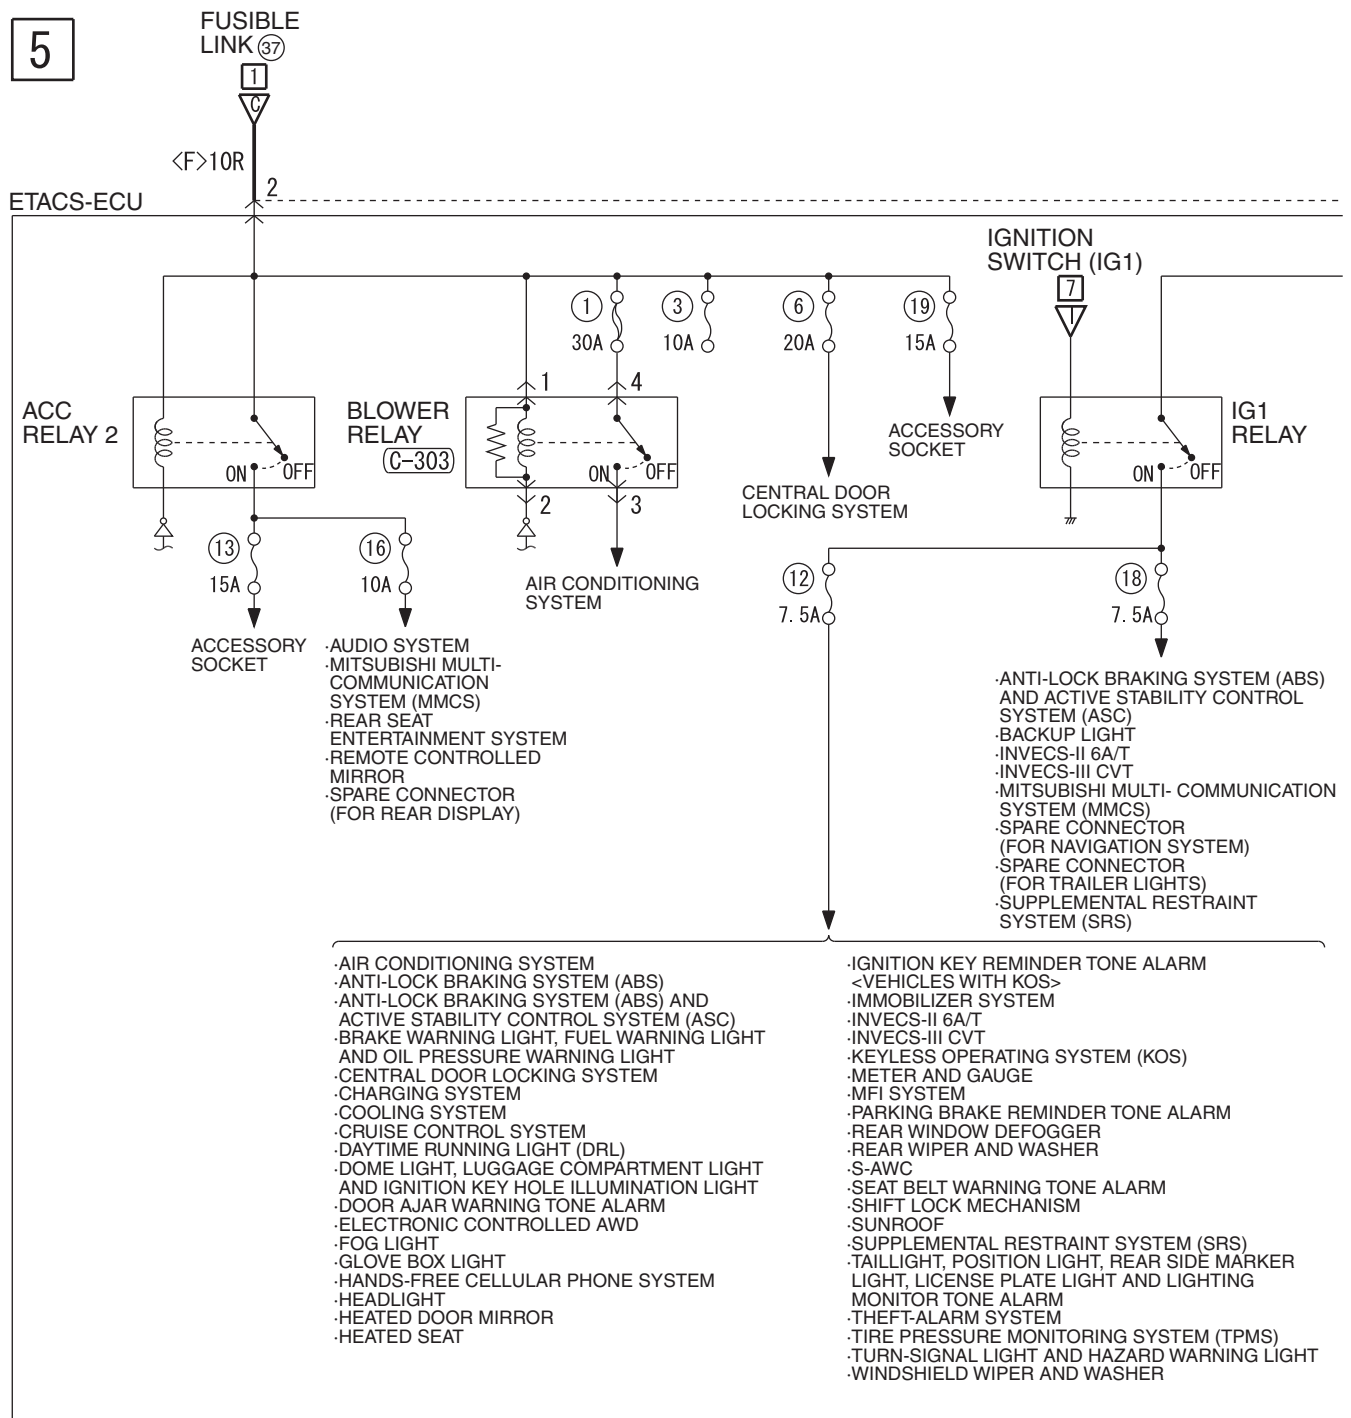 5
FUSIBLE
LINK 37
1
C
<F>10R
2
ETACS-ECU
IGNITION
SWITCH (IG1)
7
I
1
30A
3
10A
6
20A
19
15A
1
4
ACC
RELAY 2
ON
OFF
BLOWER
RELAY
C-303
ON
OFF
2
3
ACCESSORY
SOCKET
CENTRAL DOOR
LOCKING SYSTEM
IG1
RELAY
ON
OFF
13
15A
16
10A
AIR CONDITIONING
SYSTEM
12
7.5A
18
7.5A
ACCESSORY
SOCKET
·AUDIO SYSTEM
·MITSUBISHI MULTI-
COMMUNICATION
SYSTEM (MMCS)
·REAR SEAT
ENTERTAINMENT SYSTEM
·REMOTE CONTROLLED
MIRROR
·SPARE CONNECTOR
(FOR REAR DISPLAY)
·ANTI-LOCK BRAKING SYSTEM (ABS)
AND ACTIVE STABILITY CONTROL
SYSTEM (ASC)
·BACKUP LIGHT
·INVECS-II 6A/T
·INVECS-III CVT
·MITSUBISHI MULTI- COMMUNICATION
SYSTEM (MMCS)
·SPARE CONNECTOR
(FOR NAVIGATION SYSTEM)
·SPARE CONNECTOR
(FOR TRAILER LIGHTS)
·SUPPLEMENTAL RESTRAINT
SYSTEM (SRS)
·AIR CONDITIONING SYSTEM
·ANTI-LOCK BRAKING SYSTEM (ABS)
·ANTI-LOCK BRAKING SYSTEM (ABS) AND
ACTIVE STABILITY CONTROL SYSTEM (ASC)
·BRAKE WARNING LIGHT, FUEL WARNING LIGHT
AND OIL PRESSURE WARNING LIGHT
·CENTRAL DOOR LOCKING SYSTEM
·CHARGING SYSTEM
·COOLING SYSTEM
·CRUISE CONTROL SYSTEM
·DAYTIME RUNNING LIGHT (DRL)
·DOME LIGHT, LUGGAGE COMPARTMENT LIGHT
AND IGNITION KEY HOLE ILLUMINATION LIGHT
·DOOR AJAR WARNING TONE ALARM
·ELECTRONIC CONTROLLED AWD
·FOG LIGHT
·GLOVE BOX LIGHT
·HANDS-FREE CELLULAR PHONE SYSTEM
·HEADLIGHT
·HEATED DOOR MIRROR
·HEATED SEAT
·IGNITION KEY REMINDER TONE ALARM
<VEHICLES WITH KOS>
·IMMOBILIZER SYSTEM
·INVECS-II 6A/T
·INVECS-III CVT
·KEYLESS OPERATING SYSTEM (KOS)
·METER AND GAUGE
·MFI SYSTEM
·PARKING BRAKE REMINDER TONE ALARM
·REAR WINDOW DEFOGGER
·REAR WIPER AND WASHER
·S-AWC
·SEAT BELT WARNING TONE ALARM
·SHIFT LOCK MECHANISM
·SUNROOF
·SUPPLEMENTAL RESTRAINT SYSTEM (SRS)
·TAILLIGHT, POSITION LIGHT, REAR SIDE MARKER
LIGHT, LICENSE PLATE LIGHT AND LIGHTING
MONITOR TONE ALARM
·THEFT-ALARM SYSTEM
·TIRE PRESSURE MONITORING SYSTEM (TPMS)
·TURN-SIGNAL LIGHT AND HAZARD WARNING LIGHT
·WINDSHIELD WIPER AND WASHER